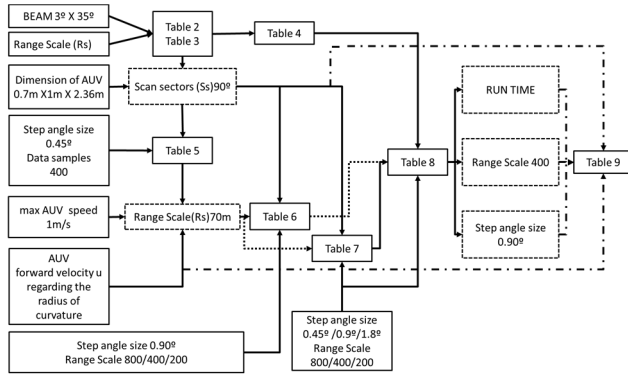 BEAM 3º X 35º
Range Scale (Rs)
Table 2
Table 3
Table 4
Dimension of AUV
0.7m X1m X 2.36m
Scan sectors (Ss)90º
RUN TIME
Step angle size
0.45º
Data samples
400
Table 5
Table 8
Range Scale 400
Table 9
max AUV speed
1m/s
Range Scale(Rs)70m
Table 6
Step angle size
0.90º
Table 7
AUV
forward velocity u
regarding the
radius of
curvature
Step angle size 0.90º
Range Scale 800/400/200
Step angle size
0.45º /0.9º/1.8º
Range Scale
800/400/200